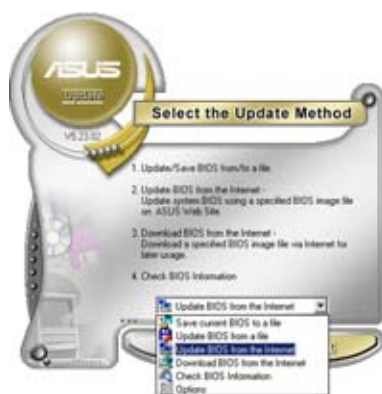 ASUS
Update
V5.23.02
Select the Update Method
1. Update/Save BIOS from/to a file.
2. Update BIOS from the Internet -
Update system BIOS using a specified BIOS image file
on ASUS Web Site.
3. Download BIOS from the Internet -
Download a specified BIOS image file via Internet for
later usage.
4. Check BIOS Information
Update BIOS from the Internet
Save current BIOS to a file
Update BIOS from a file
Update BIOS from the Internet
Download BIOS from the Internet
Check BIOS Information
Options